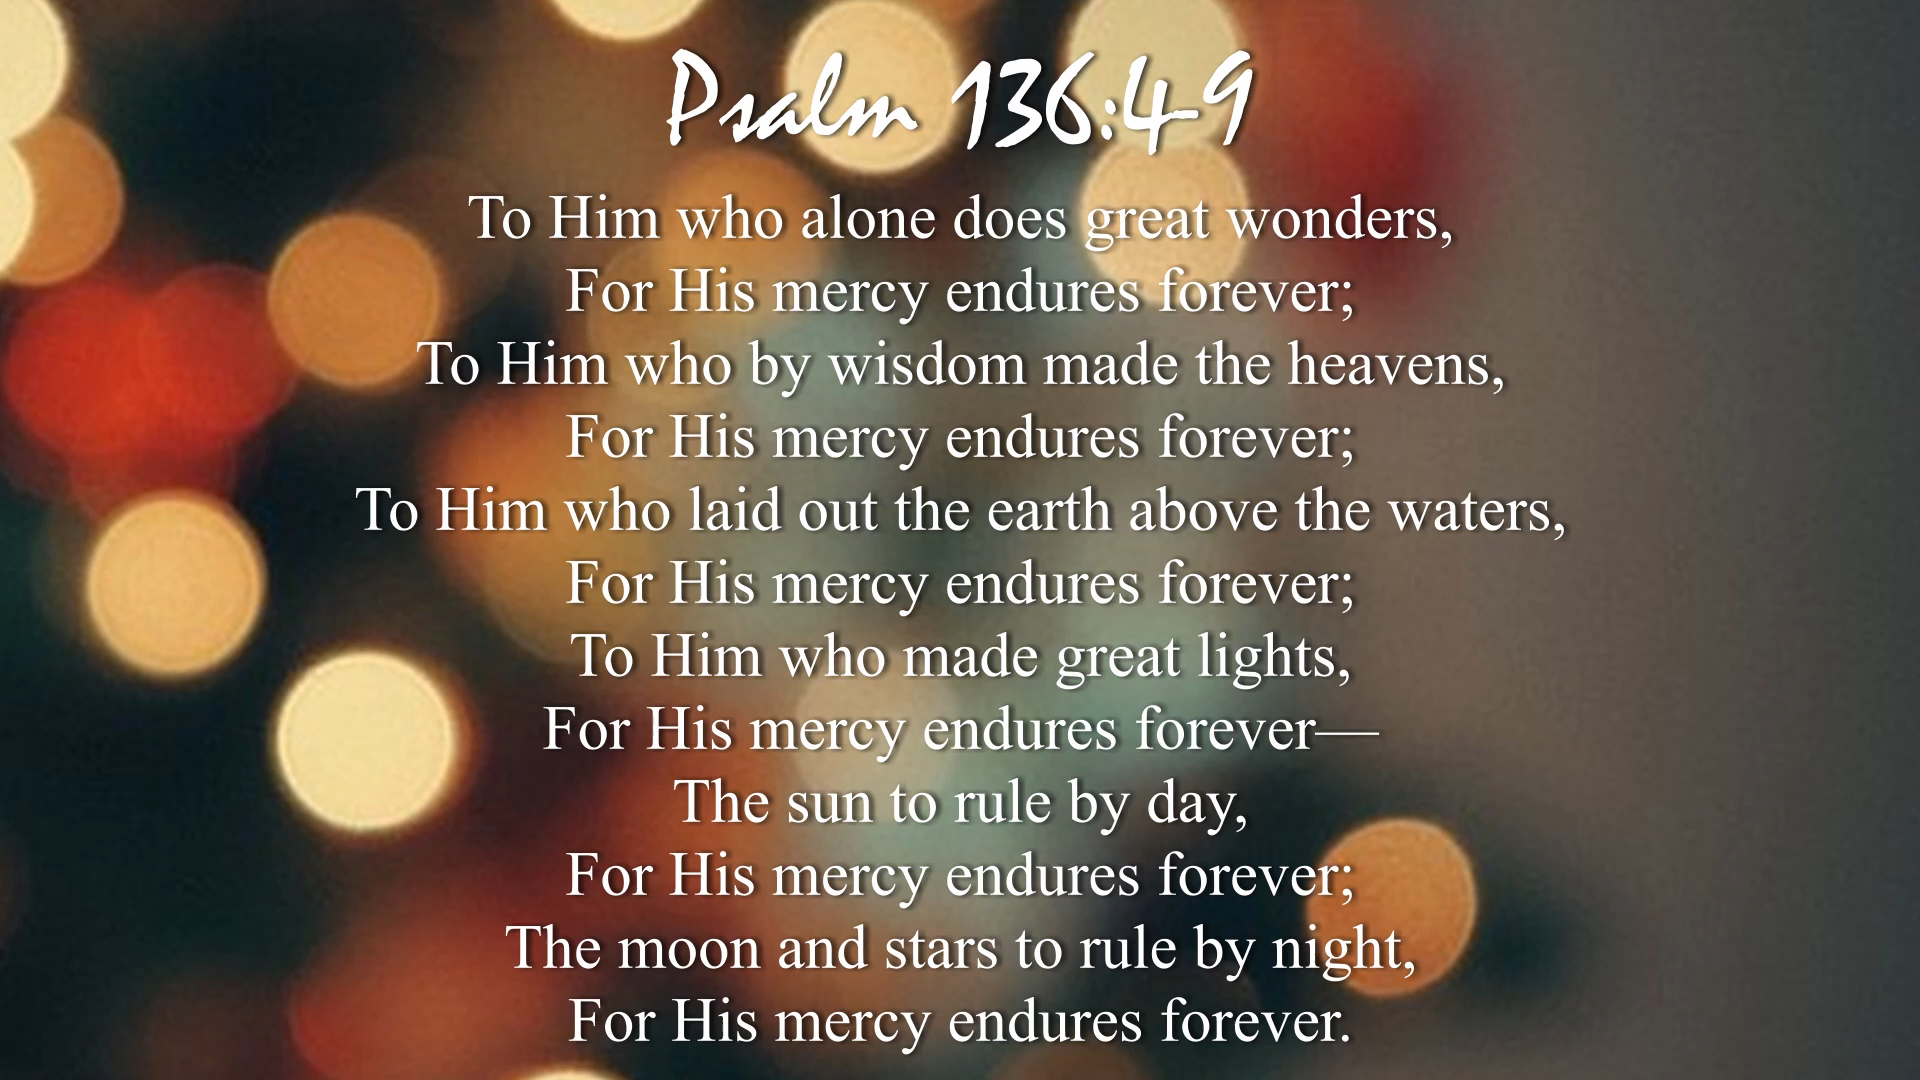 Psalm 136:4-9
To Him who alone does great wonders,
For His mercy endures forever;
To Him who by wisdom made the heavens,
For His mercy endures forever;
To Him who laid out the earth above the waters,
For His mercy endures forever;
To Him who made great lights,
For His mercy endures forever—
The sun to rule by day,
For His mercy endures forever;
The moon and stars to rule by night,
For His mercy endures forever.